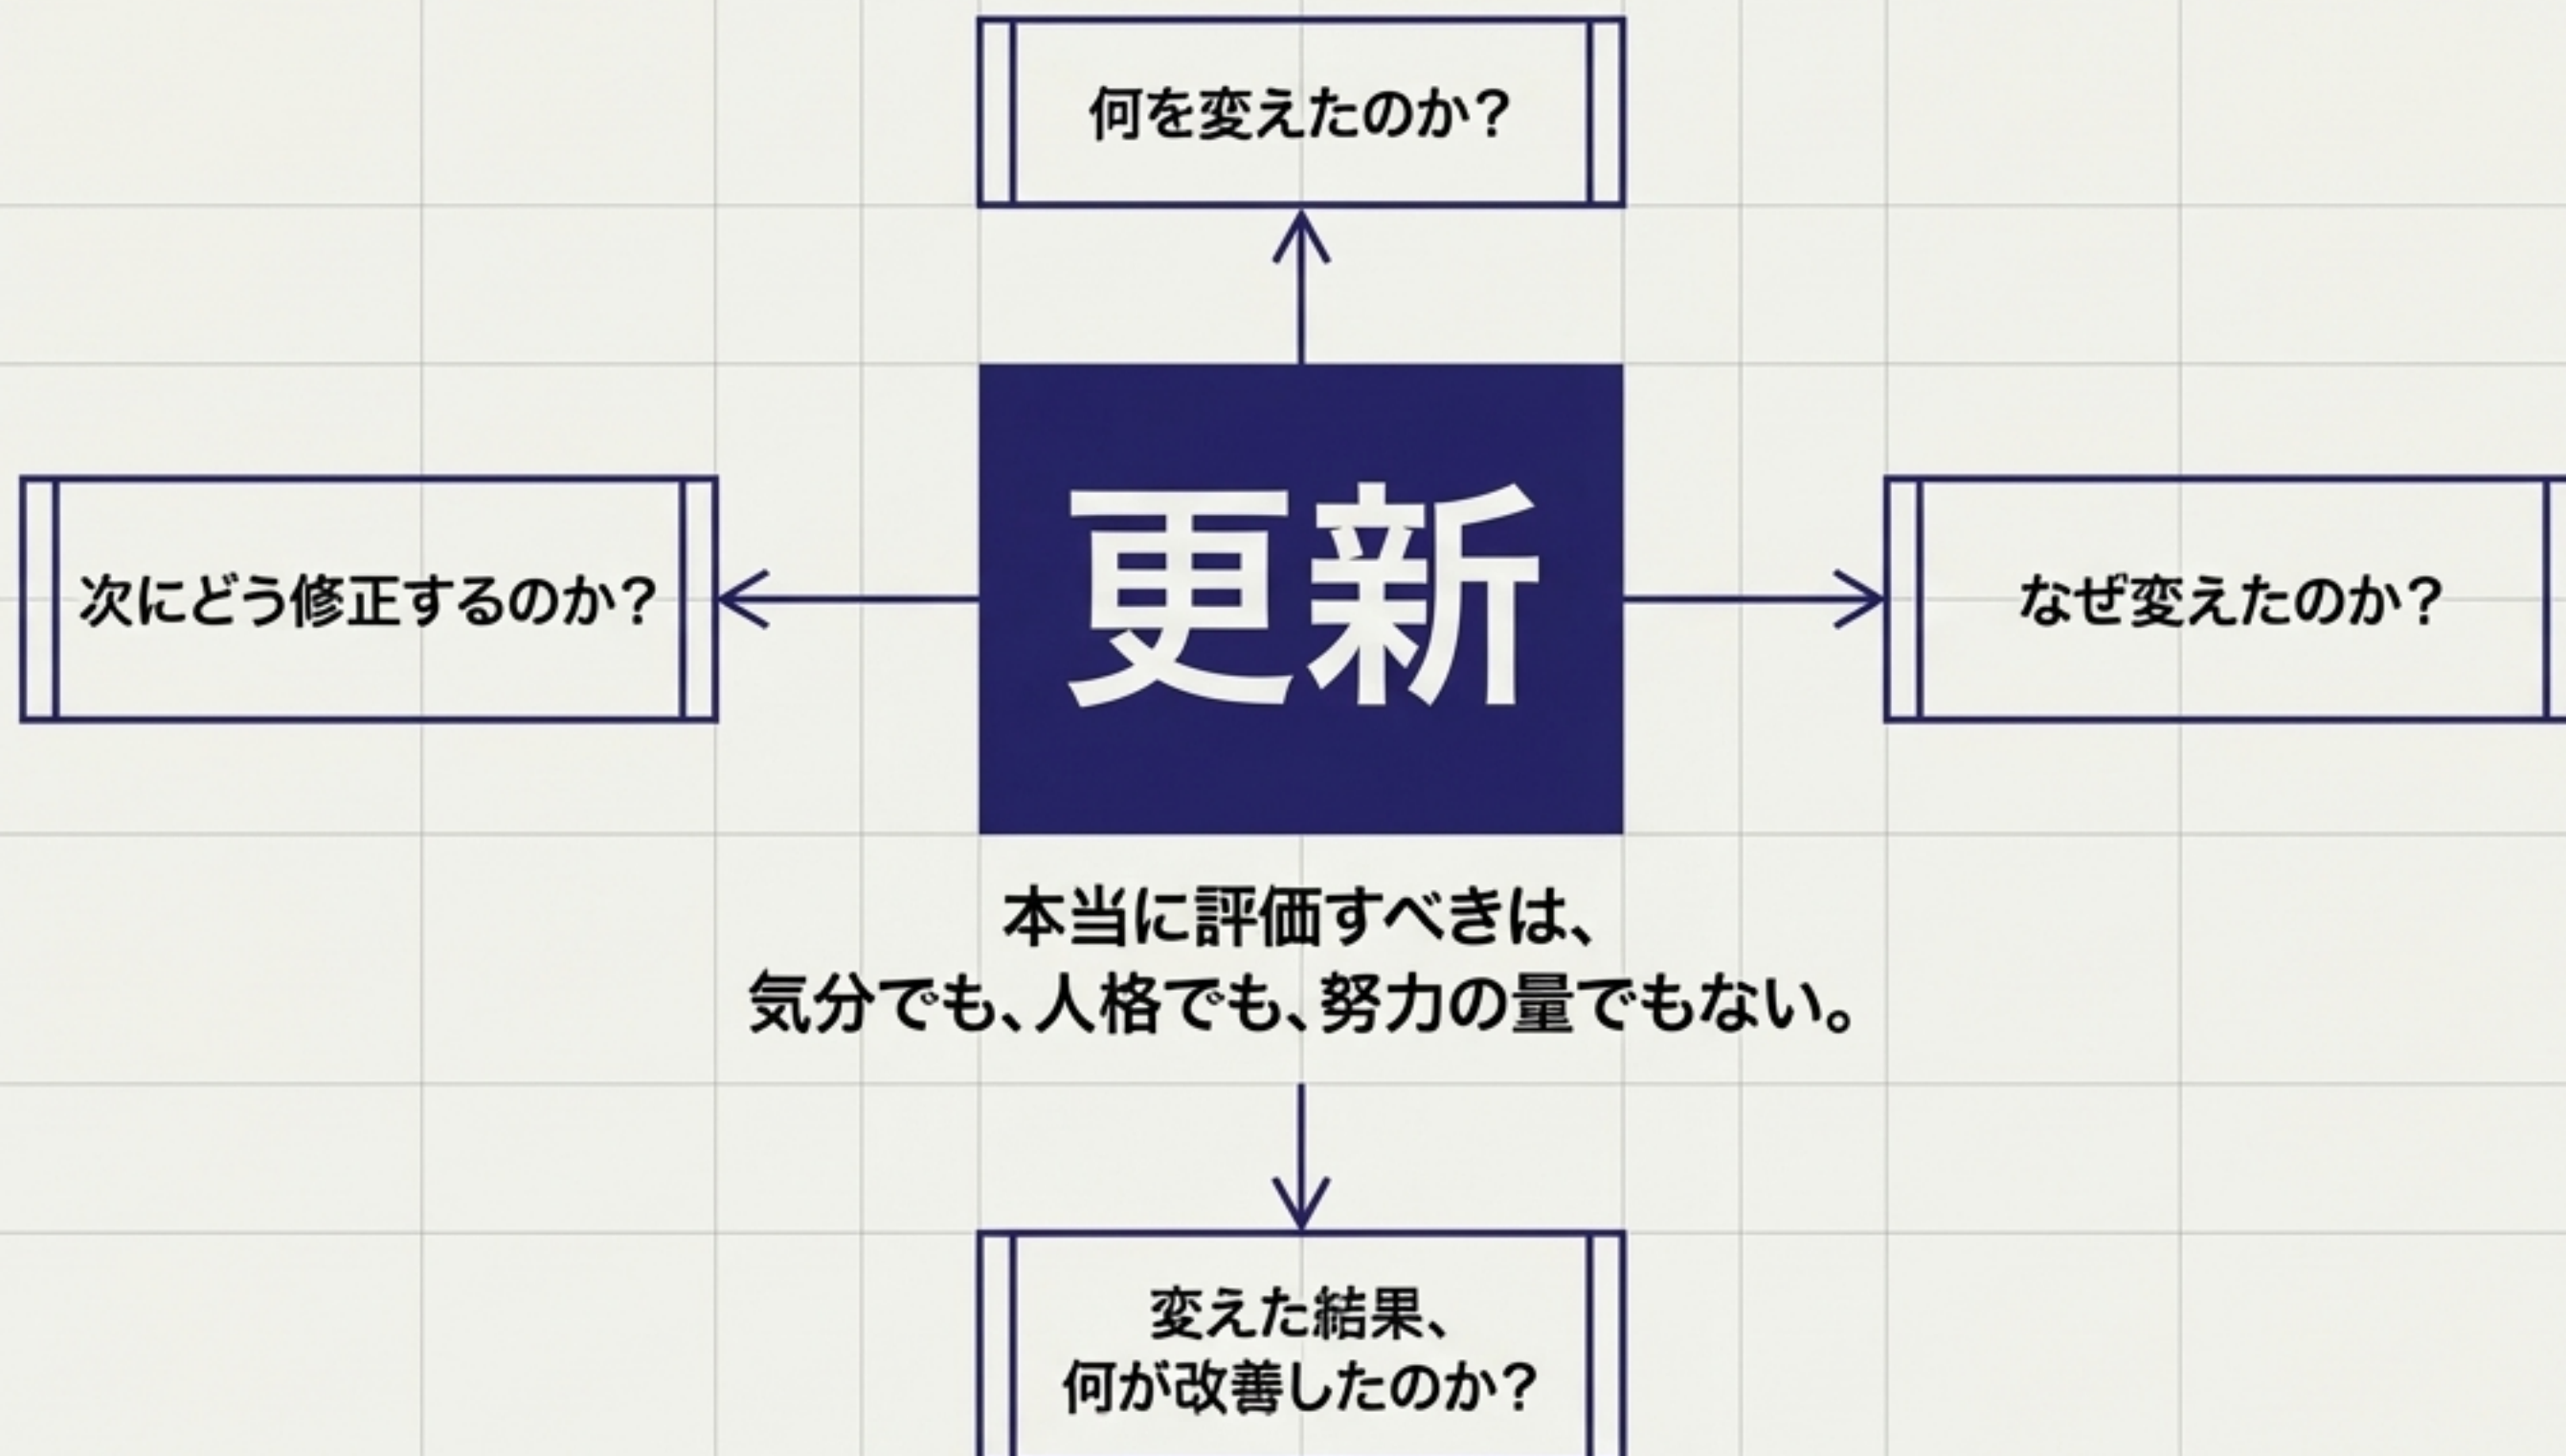 何を変えたのか?
次にどう修正するのか?
更新
なぜ変えたのか?
本当に評価すべきは、
気分でも、人格でも、努力の量でもない。
変えた結果、
何が改善したのか?